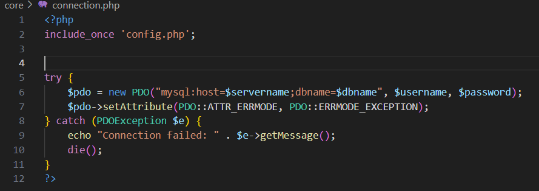 core > connection.php
1 <?php
2 include_once 'config.php';
3
4
5 try {
6     $pdo = new PDO("mysql:host=$servername;dbname=$dbname", $username, $password);
7     $pdo->setAttribute(PDO::ATTR_ERRMODE, PDO::ERRMODE_EXCEPTION);
8 } catch (PDOException $e) {
9     echo "Connection failed: " . $e->getMessage();
10     die();
11 }
12 ?>